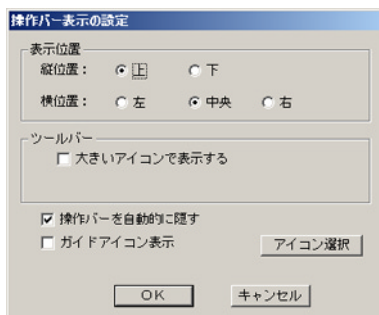 操作バー表示の設定
表示位置
縦位置： 上 下
横位置： 左 中央 右
ツールバー
大きいアイコンで表示する
操作バーを自動的に隠す
ガイドアイコン表示 アイコン選択
OK キャンセル